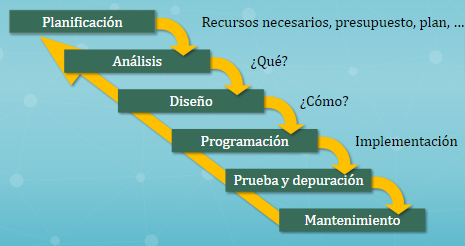 Planificación
Recursos necesarios, presupuesto, plan, ...
Análisis
¿Qué?
Diseño
¿Cómo?
Programación
Implementación
Prueba y depuración
Mantenimiento